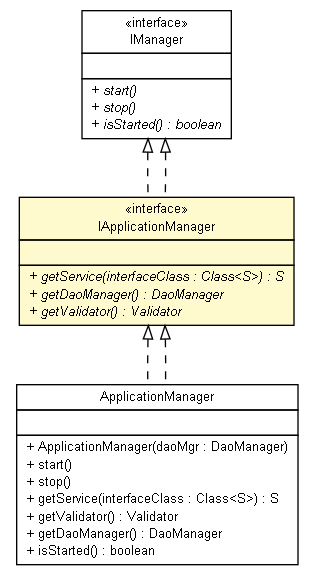 «interface»
IManager
+ start()
+ stop()
+ isStarted() : boolean
«interface»
IApplicationManager
+ getService(interfaceClass : Class<S>) : S
+ getDaoManager() : DaoManager
+ getValidator() : Validator
ApplicationManager
+ ApplicationManager(daoMgr : DaoManager)
+ start()
+ stop()
+ getService(interfaceClass : Class<S>) : S
+ getValidator() : Validator
+ getDaoManager() : DaoManager
+ isStarted() : boolean